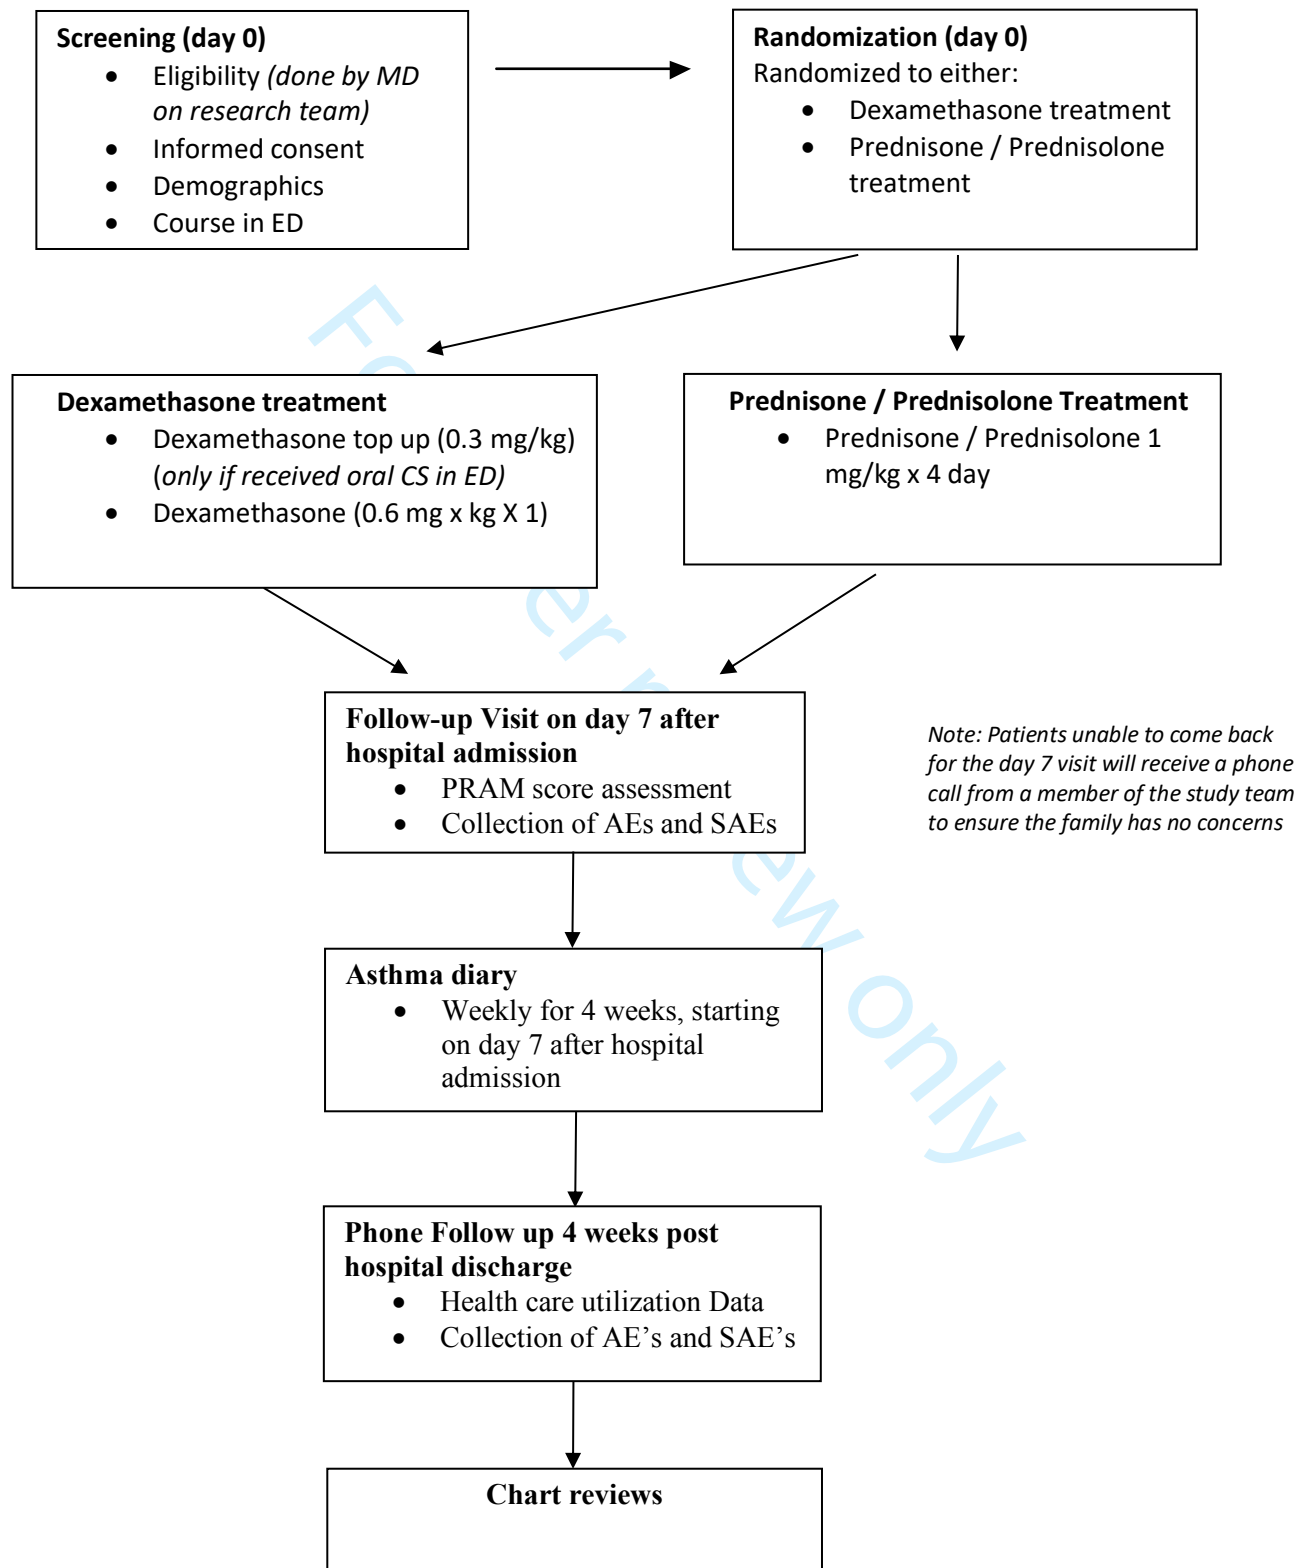 Screening (day 0)
• Eligibility (done by MD
on research team)
• Informed consent
• Demographics
• Course in ED
Randomization (day 0)
Randomized to either:
• Dexamethasone treatment
• Prednisone / Prednisolone
treatment
Dexamethasone treatment
• Dexamethasone top up (0.3 mg/kg)
(only if received oral CS in ED)
• Dexamethasone (0.6 mg x kg X 1)
Prednisone / Prednisolone Treatment
• Prednisone / Prednisolone 1
mg/kg x 4 day
Follow-up Visit on day 7 after
hospital admission
• PRAM score assessment
• Collection of AEs and SAEs
Note: Patients unable to come back
for the day 7 visit will receive a phone
call from a member of the study team
to ensure the family has no concerns
Asthma diary
• Weekly for 4 weeks, starting
on day 7 after hospital
admission
Phone Follow up 4 weeks post
hospital discharge
• Health care utilization Data
• Collection of AE’s and SAE’s
Chart reviews